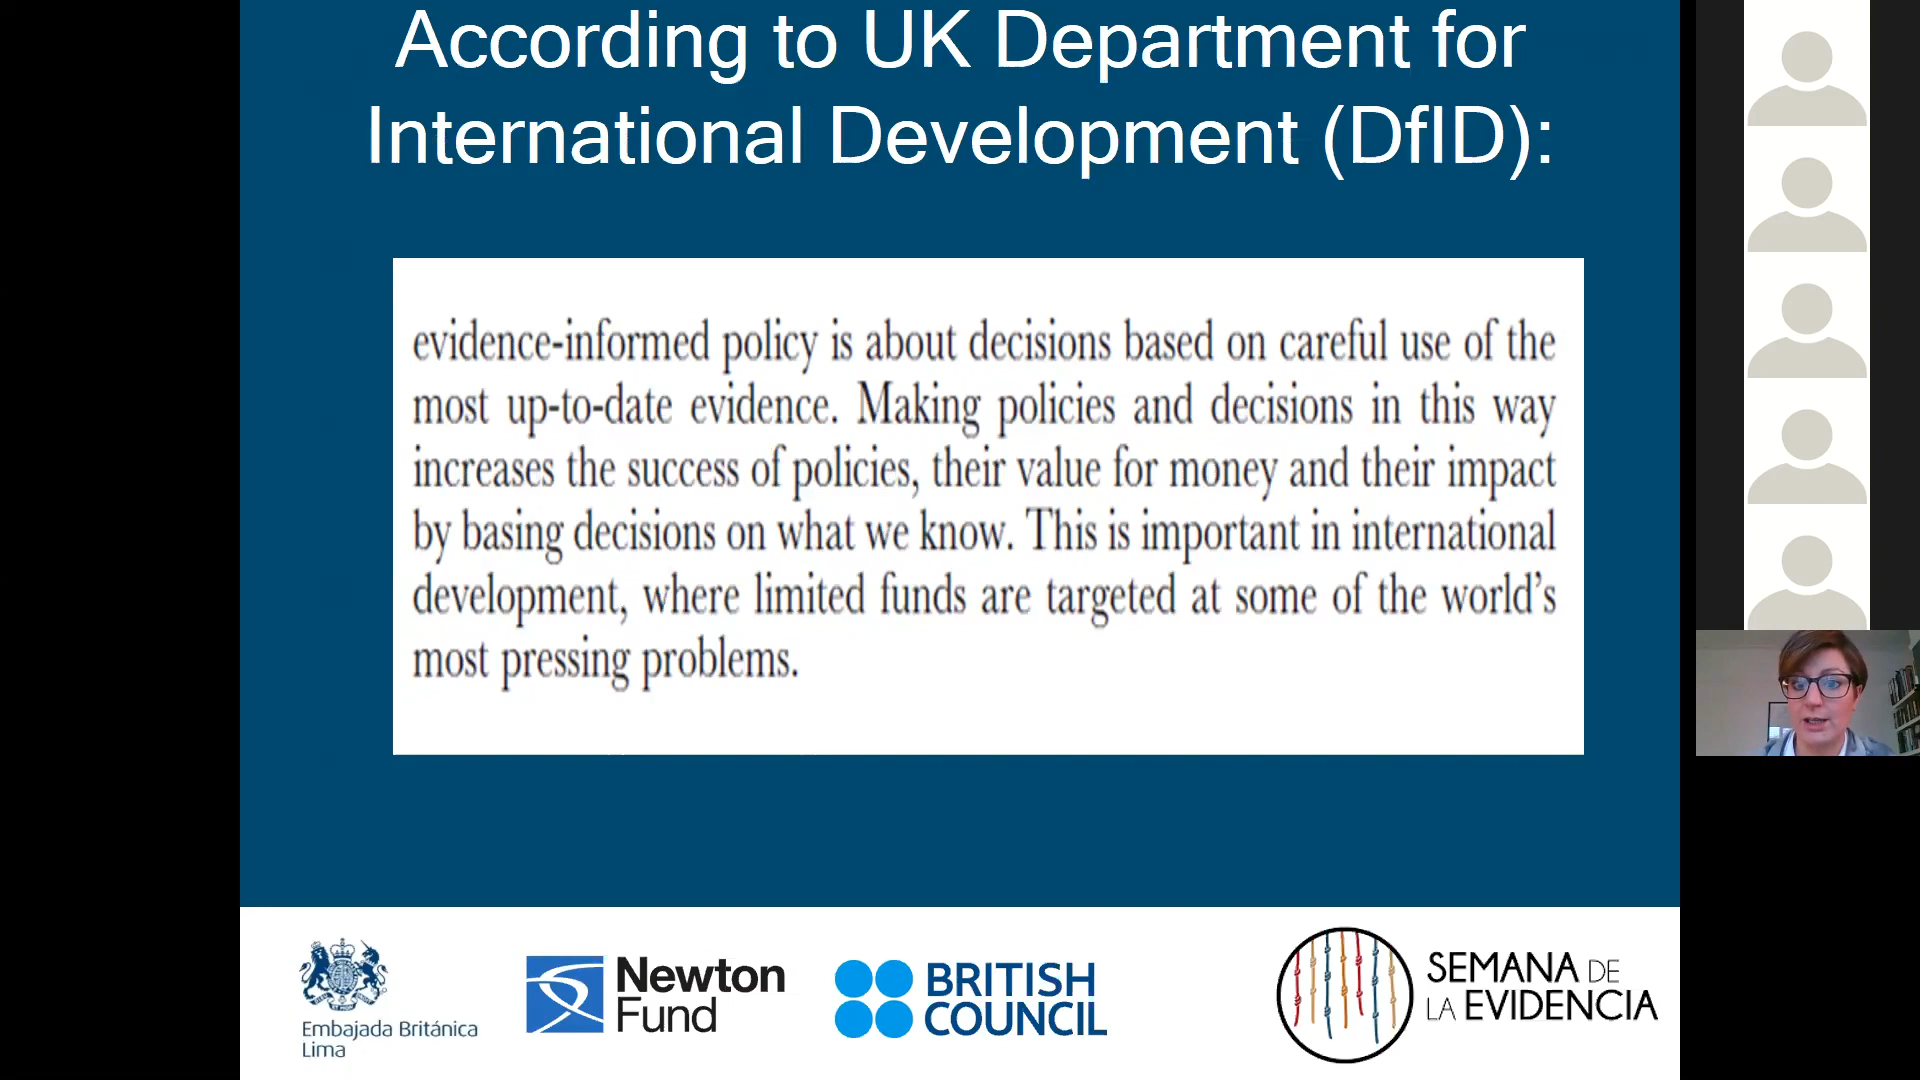 According to UK Department for
International Development (DfID):
evidence-informed policy is about decisions based on careful use of the
most up-to-date evidence. Making policies and decisions in this way
increases the success of policies, their value for money and their impact
by basing decisions on what we know. This is important in international
development, where limited funds are targeted at some of the world’s
most pressing problems.
Embajada Británica
Lima
Newton
Fund
BRITISH
COUNCIL
SEMANA DE
LA EVIDENCIA